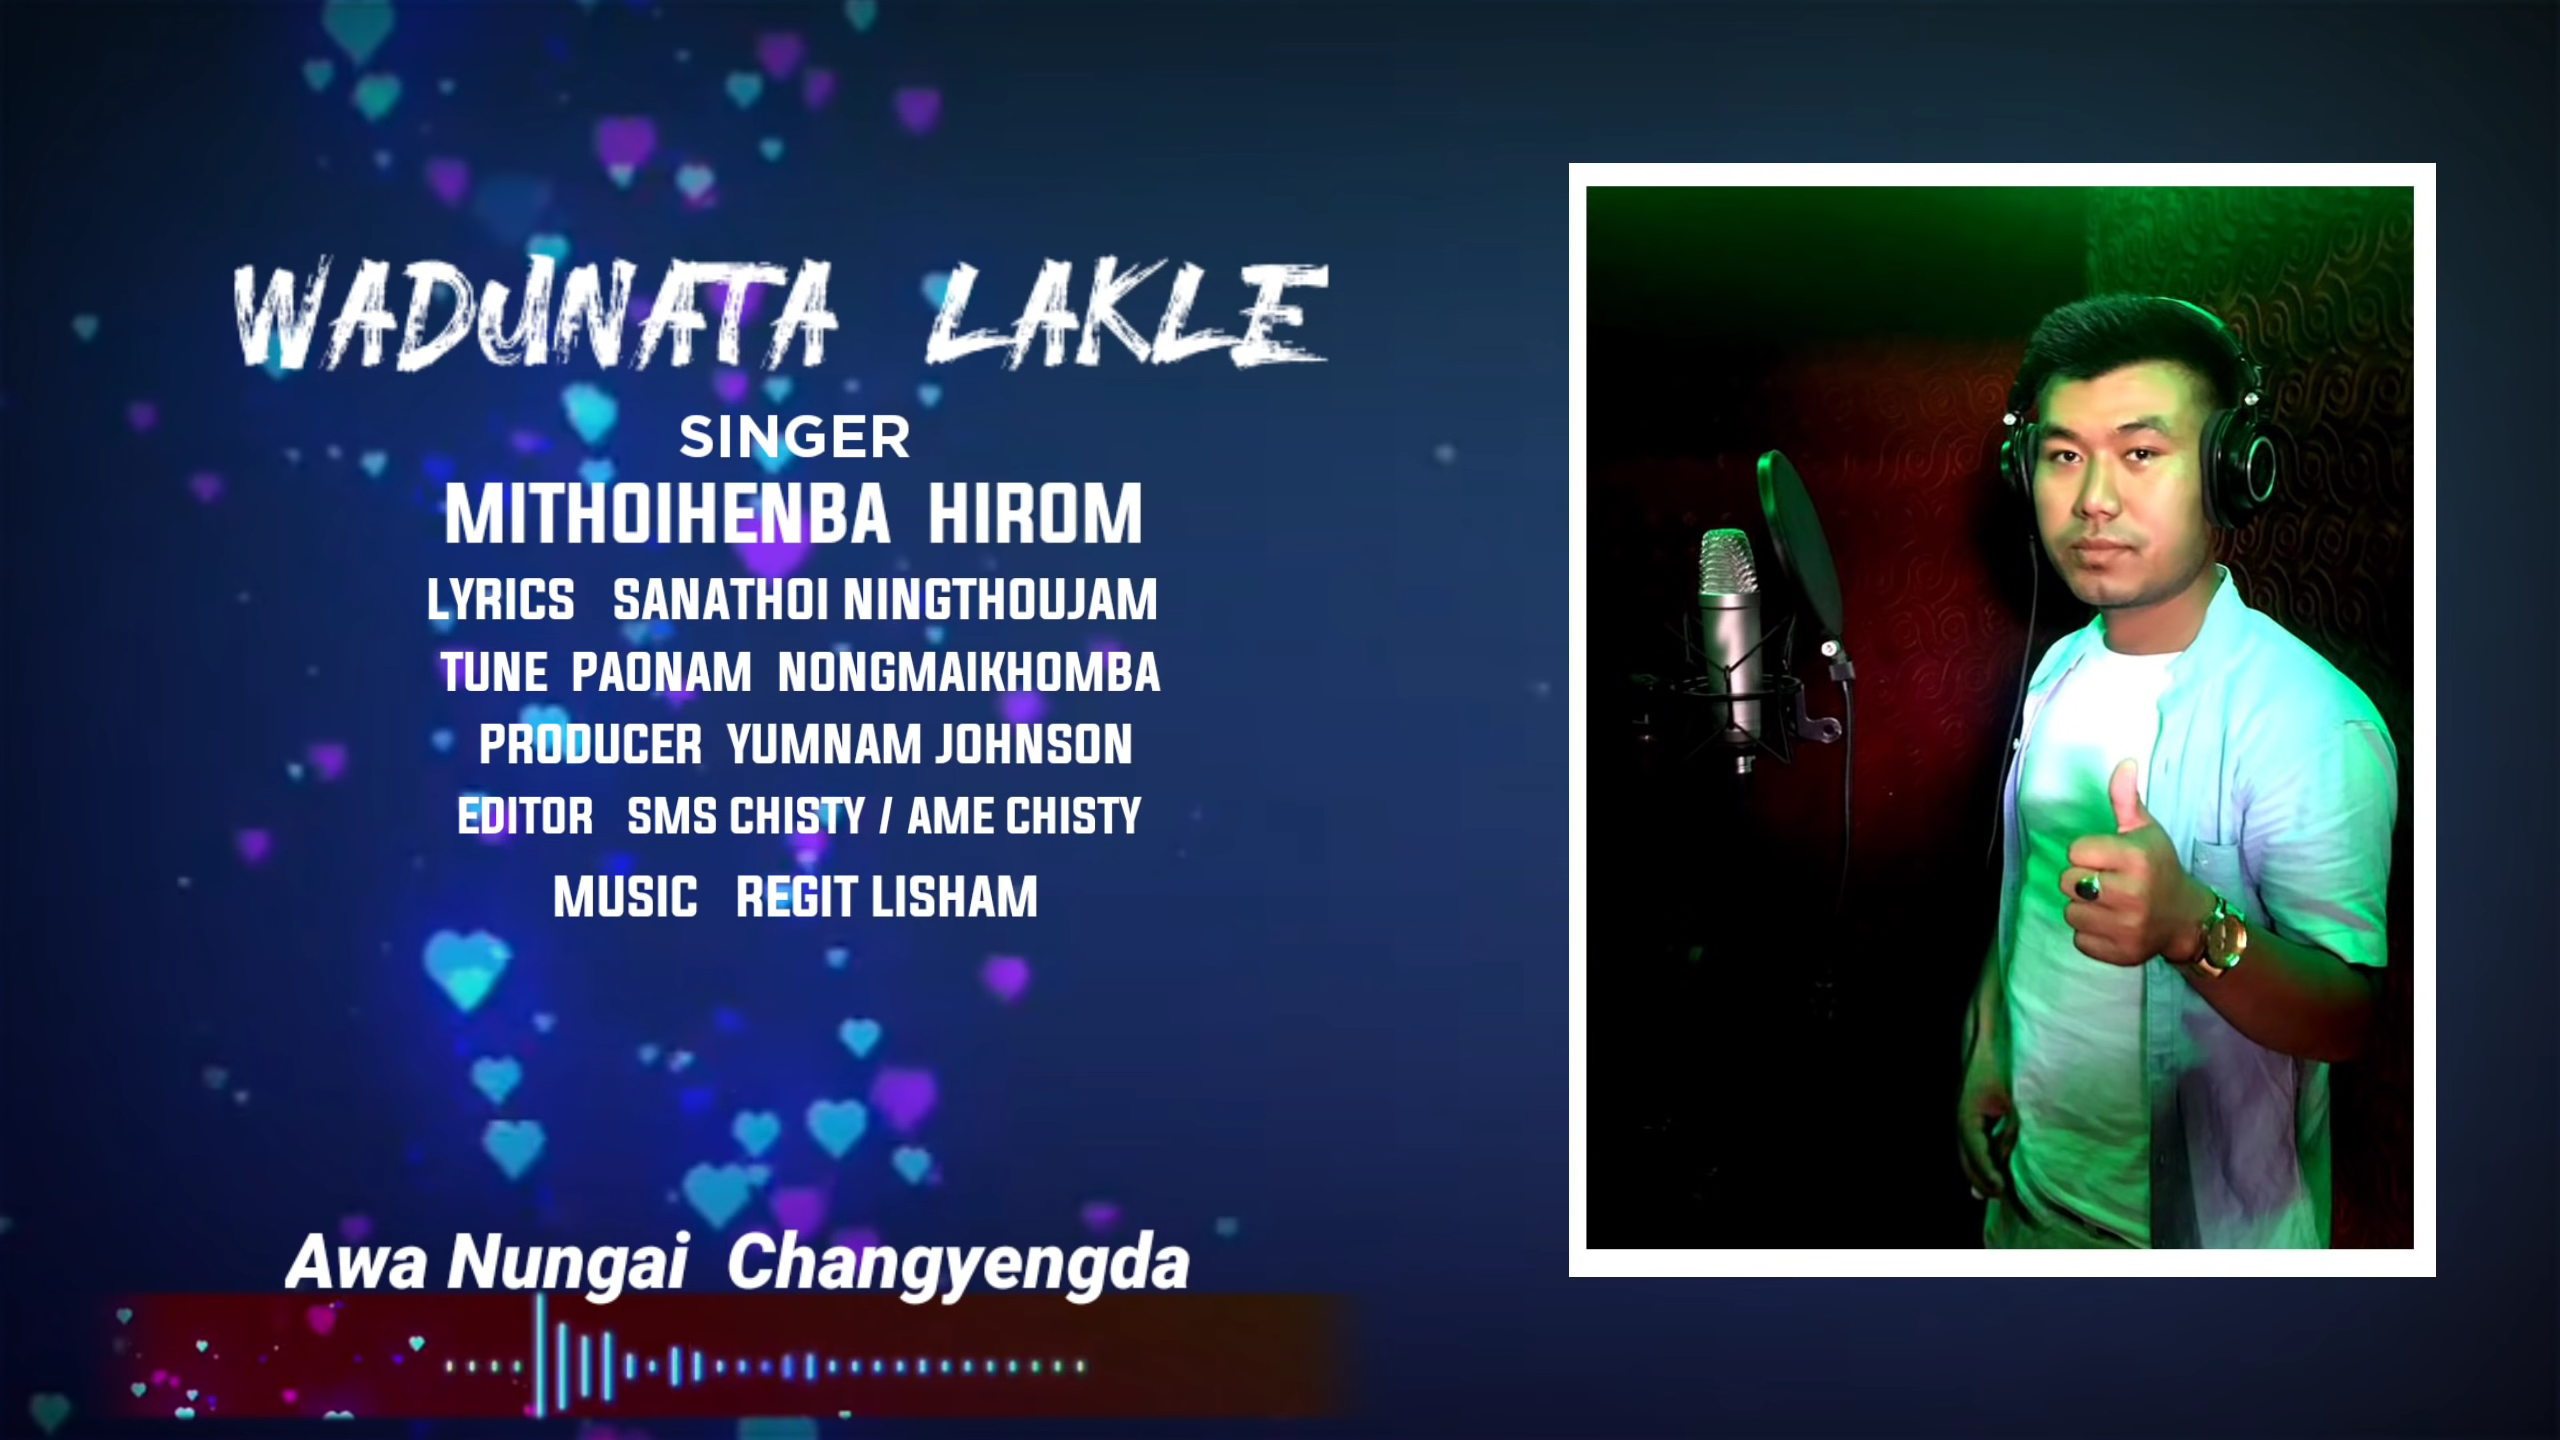 WADUNATA LAKLE
SINGER
MITHOIHENBA HIROM
LYRICS SANATHOI NINGTHOUJAM
TUNE PAONAM NONGMAIKHOMBA
PRODUCER YUMNAM JOHNSON
EDITOR SMS CHISTY / AME CHISTY
MUSIC REGIT LISHAM
Awa Nungai Changyengda